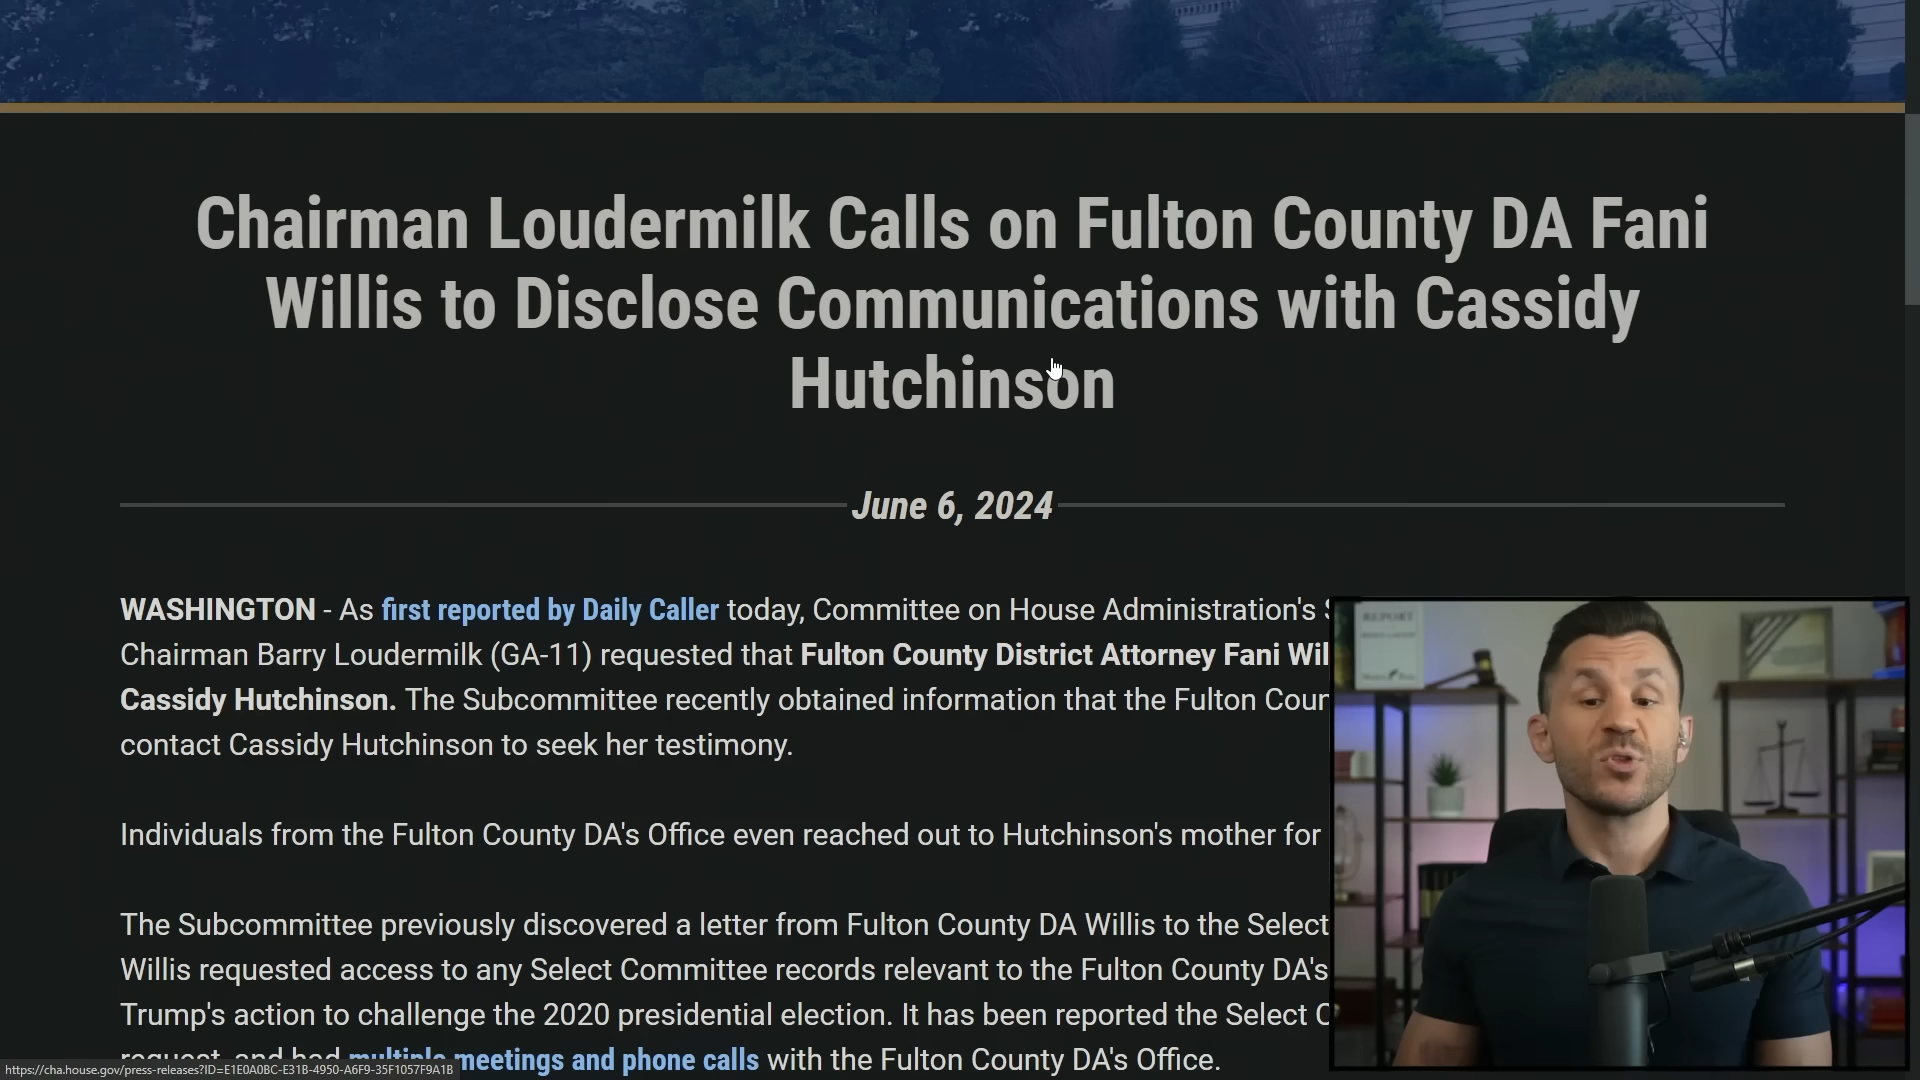 Chairman Loudermilk Calls on Fulton County DA Fani
Willis to Disclose Communications with Cassidy
Hutchinson
June 6, 2024
WASHINGTON - As first reported by Daily Caller today, Committee on House Administration's
Chairman Barry Loudermilk (GA-11) requested that Fulton County District Attorney Fani Wil
Cassidy Hutchinson. The Subcommittee recently obtained information that the Fulton Coun
contact Cassidy Hutchinson to seek her testimony.
Individuals from the Fulton County DA's Office even reached out to Hutchinson's mother for
The Subcommittee previously discovered a letter from Fulton County DA Willis to the Select
Willis requested access to any Select Committee records relevant to the Fulton County DA's
Trump's action to challenge the 2020 presidential election. It has been reported the Select C
request, and had multiple meetings and phone calls with the Fulton County DA's Office.
https://cha.house.gov/press-releases?ID=E1E0A0BC-E31B-4950-A6F9-35F1057F9A1B
REPORT